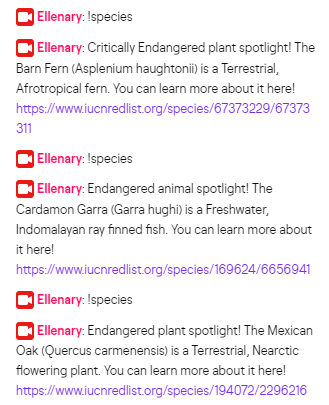 Ellenary: !species
Ellenary: Critically Endangered plant spotlight! The
Barn Fern (Asplenium haughtonii) is a Terrestrial,
Afrotropical fern. You can learn more about it here!
https://www.iucnredlist.org/species/67373229/67373
311
Ellenary: !species
Ellenary: Endangered animal spotlight! The
Cardamon Garra (Garra hughi) is a Freshwater,
Indomalayan ray finned fish. You can learn more about
it here!
https://www.iucnredlist.org/species/169624/6656941
Ellenary: !species
Ellenary: Endangered plant spotlight! The Mexican
Oak (Quercus carmenensis) is a Terrestrial, Nearctic
flowering plant. You can learn more about it here!
https://www.iucnredlist.org/species/194072/2296216